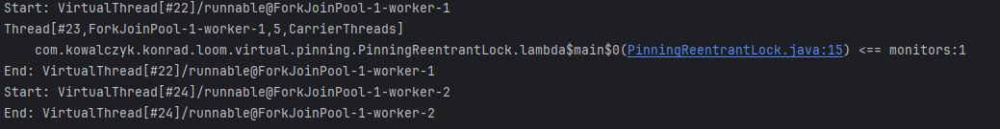 Start: VirtualThread[#22]/runnable@ForkJoinPool-1-worker-1
Thread[#23,ForkJoinPool-1-worker-1,5,CarrierThreads]
com.kowalczyk.konrad.loom.virtual.pinning.PinningReentrantLock.lambda$main$0(PinningReentrantLock.java:15) <== monitors:1
End: VirtualThread[#22]/runnable@ForkJoinPool-1-worker-1
Start: VirtualThread[#24]/runnable@ForkJoinPool-1-worker-2
End: VirtualThread[#24]/runnable@ForkJoinPool-1-worker-2